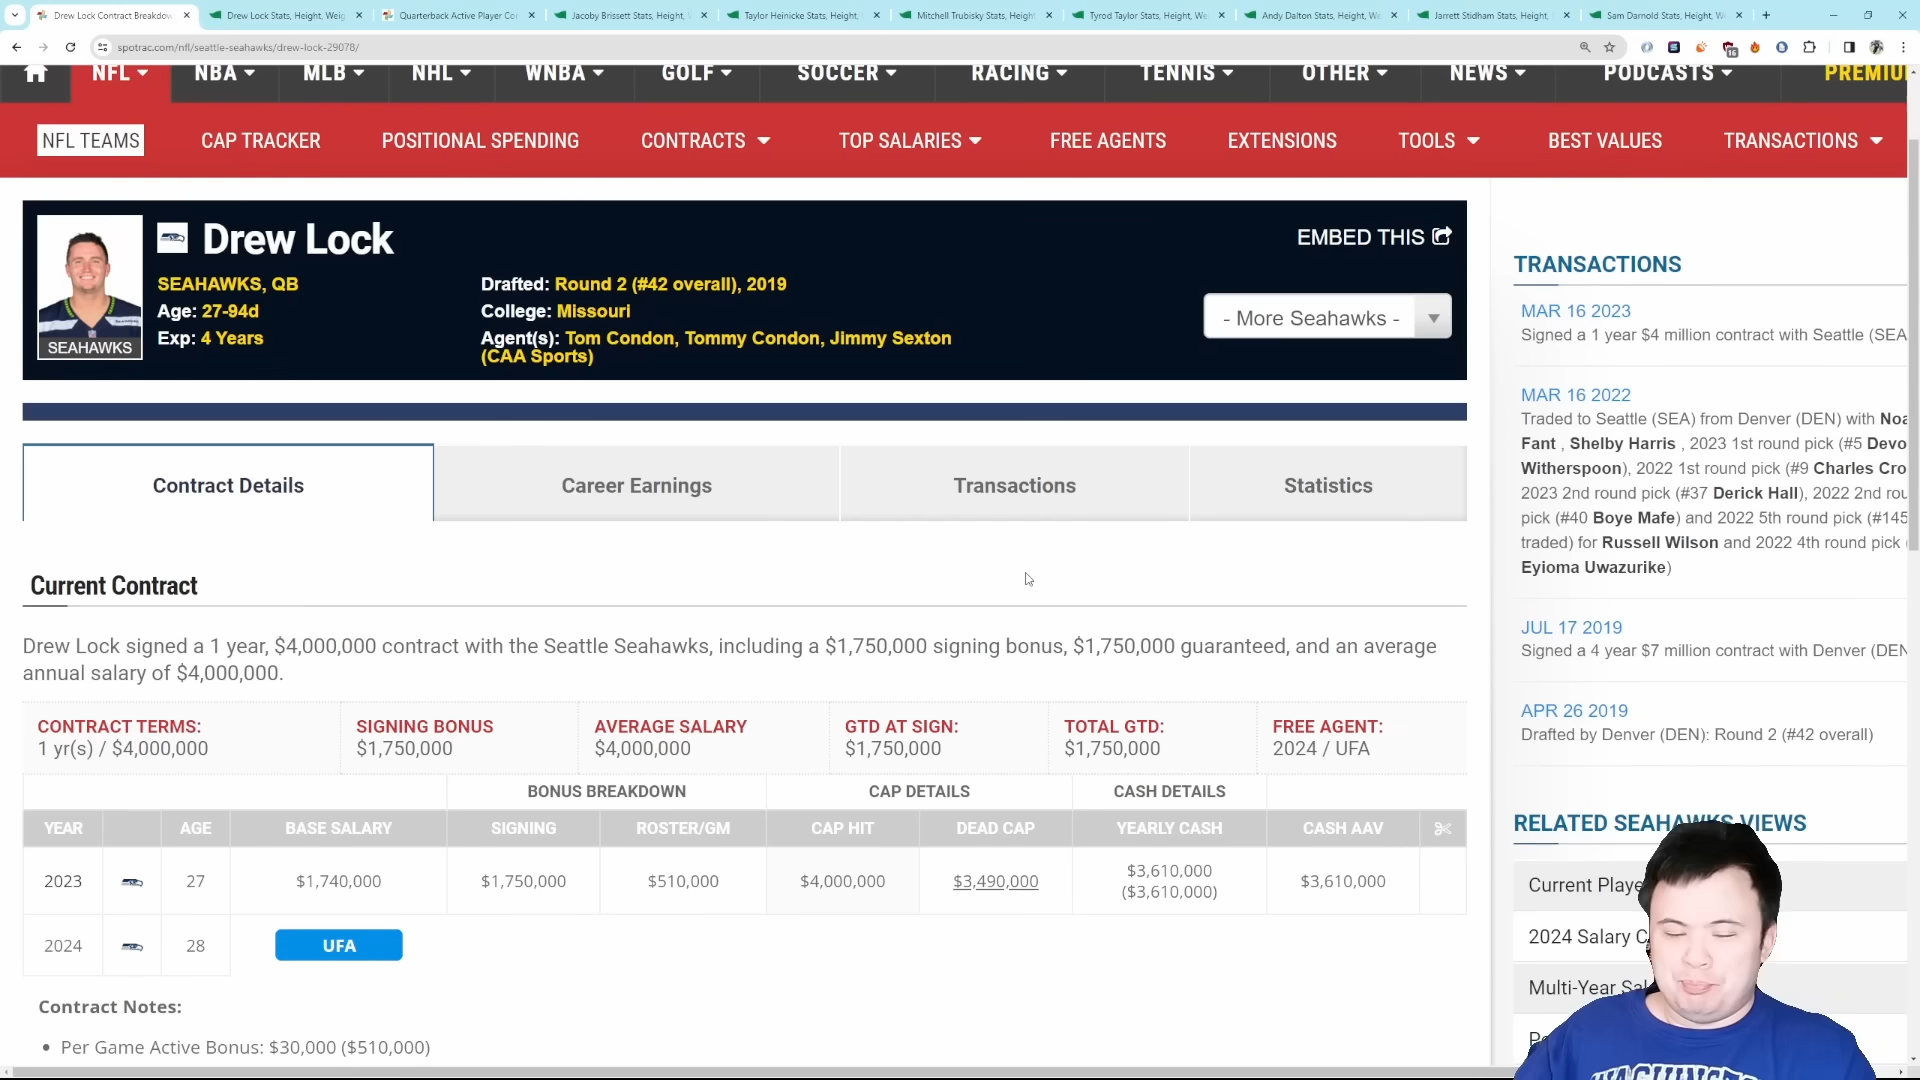 Drew Lock Contract Breakdow
Drew Lock Stats, Height, Weig
Quarterback Active Player Co
Jacoby Brissett Stats, Height,
Taylor Heinicke Stats, Height,
Mitchell Trubisky Stats, Height
Tyrod Taylor Stats, Height, We
Andy Dalton Stats, Height, We
Jarrett Stidham Stats, Height,
Sam Darnold Stats, Height, W
spotrac.com/nfl/seattle-seahawks/drew-lock-29078/
16
NFL NBA MLB NHL WNBA GOLF SOCCER RACING TENNIS OTHER NEWS PODCASTS PREMIU
NFL TEAMS CAP TRACKER POSITIONAL SPENDING CONTRACTS TOP SALARIES FREE AGENTS EXTENSIONS TOOLS BEST VALUES TRANSACTIONS
Drew Lock
EMBED THIS
SEAHAWKS, QB
Age: 27-94d
Exp: 4 Years
SEAHAWKS
Drafted: Round 2 (#42 overall), 2019
College: Missouri
Agent(s): Tom Condon, Tommy Condon, Jimmy Sexton
(CAA Sports)
- More Seahawks -
Contract Details
Career Earnings
Transactions
Statistics
Current Contract
Drew Lock signed a 1 year, $4,000,000 contract with the Seattle Seahawks, including a $1,750,000 signing bonus, $1,750,000 guaranteed, and an average
annual salary of $4,000,000.
CONTRACT TERMS: SIGNING BONUS AVERAGE SALARY GTD AT SIGN: TOTAL GTD: FREE AGENT:
1 yr(s) / $4,000,000 $1,750,000 $4,000,000 $1,750,000 $1,750,000 2024 / UFA
BONUS BREAKDOWN CAP DETAILS CASH DETAILS
YEAR AGE BASE SALARY SIGNING ROSTER/GM CAP HIT DEAD CAP YEARLY CASH CASH AAV
2023 27 $1,740,000 $1,750,000 $510,000 $4,000,000 $3,490,000 $3,610,000 $3,610,000
($3,610,000)
2024 28 UFA
Contract Notes:
• Per Game Active Bonus: $30,000 ($510,000)
TRANSACTIONS
MAR 16 2023
Signed a 1 year $4 million contract with Seattle (SEA
MAR 16 2022
Traded to Seattle (SEA) from Denver (DEN) with Noa
Fant , Shelby Harris , 2023 1st round pick (#5 Devo
Witherspoon), 2022 1st round pick (#9 Charles Cro
2023 2nd round pick (#37 Derick Hall), 2022 2nd rou
pick (#40 Boye Mafe) and 2022 5th round pick (#145
traded) for Russell Wilson and 2022 4th round pick (
Eyioma Uwazurike)
JUL 17 2019
Signed a 4 year $7 million contract with Denver (DEN
APR 26 2019
Drafted by Denver (DEN): Round 2 (#42 overall)
RELATED SEAHAWKS VIEWS
Current Playe
2024 Salary C
Multi-Year Sal